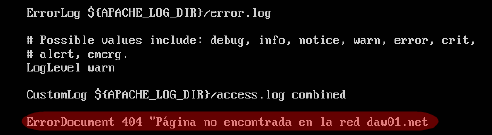 ErrorLog ${APACHE_LOG_DIR}/error.log
# Possible values include: debug, info, notice, warn, error, crit,
# alert, emerg.
LogLevel warn
CustomLog ${APACHE_LOG_DIR}/access.log combined
ErrorDocument 404 "Página no encontrada en la red daw01.net